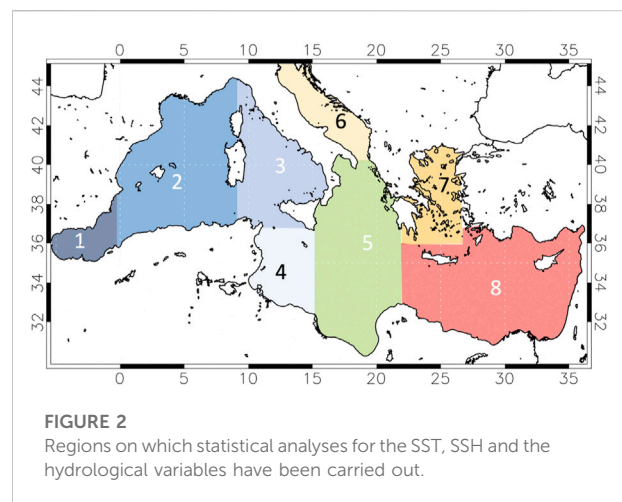 0 5 10 15 20 25 30 35
44 44
42 6 42
40 2 3 40
38 7 38
36 1 5 36
34 4 8 34
32 32
0 5 10 15 20 25 30 35
FIGURE 2
Regions on which statistical analyses for the SST, SSH and the
hydrological variables have been carried out.